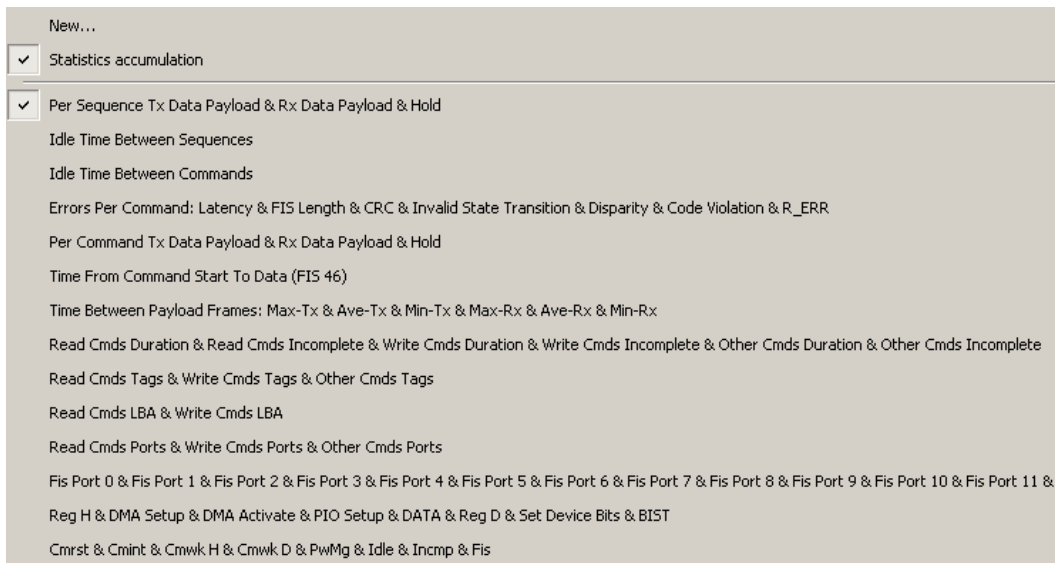 New...
Statistics accumulation
Per Sequence Tx Data Payload & Rx Data Payload & Hold
Idle Time Between Sequences
Idle Time Between Commands
Errors Per Command: Latency & FIS Length & CRC & Invalid State Transition & Disparity & Code Violation & R_ERR
Per Command Tx Data Payload & Rx Data Payload & Hold
Time From Command Start To Data (FIS 46)
Time Between Payload Frames: Max-Tx & Ave-Tx & Min-Tx & Max-Rx & Ave-Rx & Min-Rx
Read Cmds Duration & Read Cmds Incomplete & Write Cmds Duration & Write Cmds Incomplete & Other Cmds Duration & Other Cmds Incomplete
Read Cmds Tags & Write Cmds Tags & Other Cmds Tags
Read Cmds LBA & Write Cmds LBA
Read Cmds Ports & Write Cmds Ports & Other Cmds Ports
Fis Port 0 & Fis Port 1 & Fis Port 2 & Fis Port 3 & Fis Port 4 & Fis Port 5 & Fis Port 6 & Fis Port 7 & Fis Port 8 & Fis Port 9 & Fis Port 10 & Fis Port 11 &
Reg H & DMA Setup & DMA Activate & PIO Setup & DATA & Reg D & Set Device Bits & BIST
Cmrst & Cmint & Cmwk H & Cmwk D & PwMg & Idle & Incmp & Fis